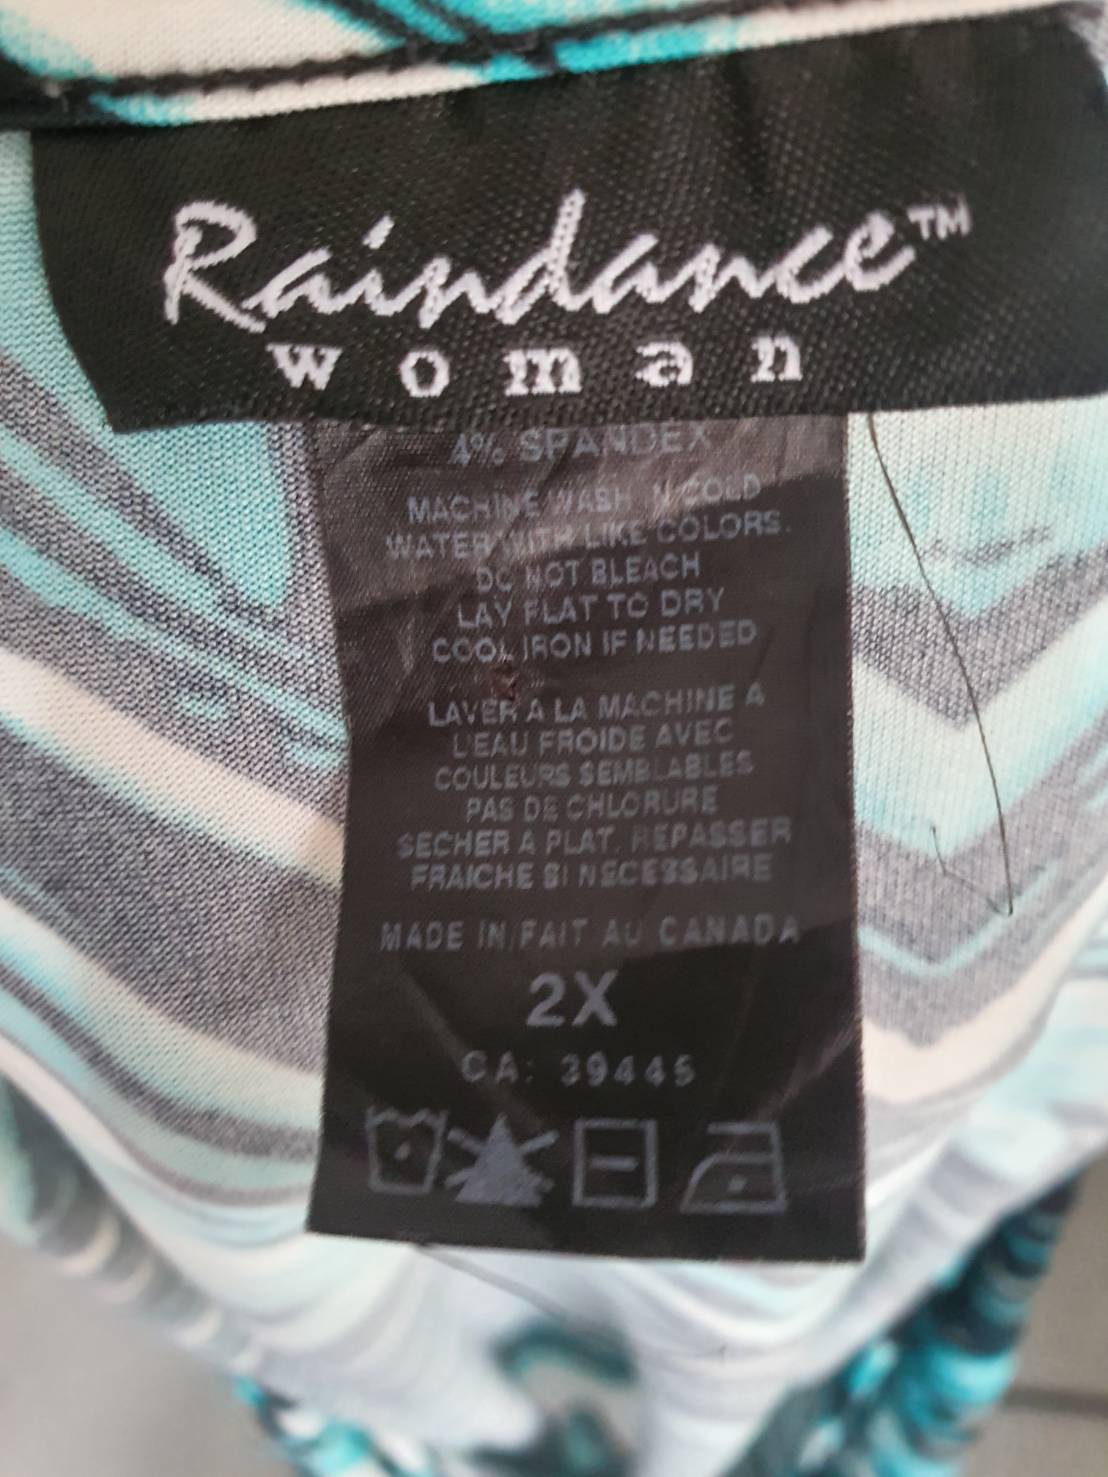 Raindance™
woman
4% SPANDEX
MACHINE WASH IN COLD
WATER WITH LIKE COLORS.
DO NOT BLEACH
LAY FLAT TO DRY
COOL IRON IF NEEDED
LAVER A LA MACHINE A
L'EAU FROIDE AVEC
COULEURS SEMBLABLES
PAS DE CHLORURE
SECHER A PLAT. REPASSER
FRAICHE SI NECESSAIRE
MADE IN/FAIT AU CANADA
2X
CA: 39445